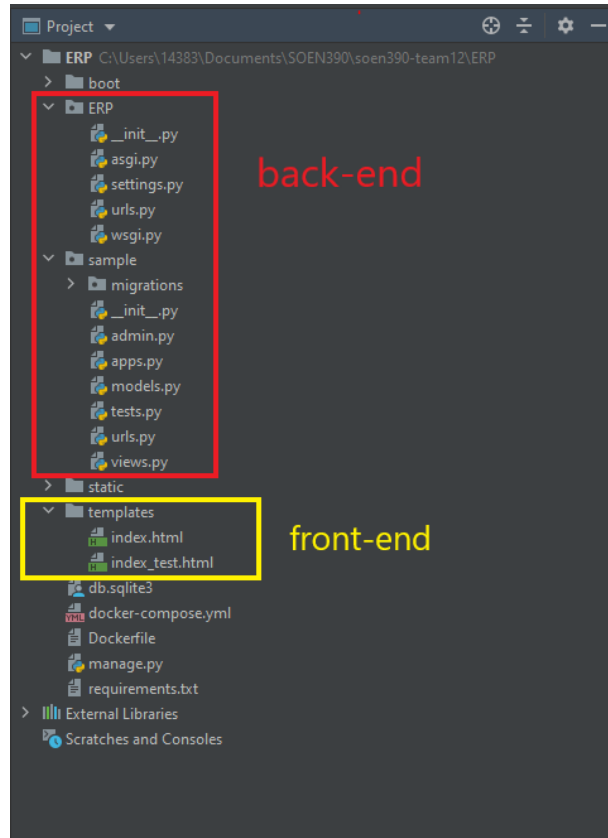 Project
ERP C:\Users\14383\Documents\SOEN390\soen390-team12\ERP
boot
ERP
__init__.py
asgi.py
back-end
settings.py
urls.py
wsgi.py
sample
migrations
__init__.py
admin.py
apps.py
models.py
tests.py
urls.py
views.py
static
templates
index.html
front-end
index_test.html
db.sqlite3
docker-compose.yml
Dockerfile
manage.py
requirements.txt
External Libraries
Scratches and Consoles